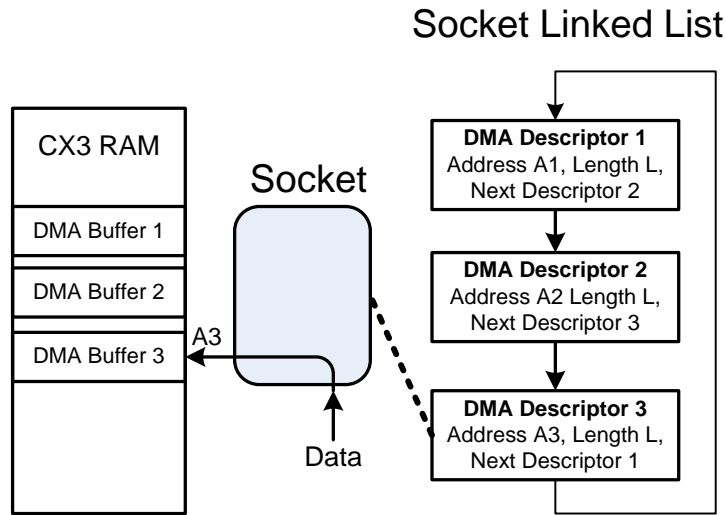 Socket Linked List
CX3 RAM
DMA Buffer 1
DMA Buffer 2
DMA Buffer 3
Socket
A3
Data
DMA Descriptor 1
Address A1, Length L,
Next Descriptor 2
DMA Descriptor 2
Address A2 Length L,
Next Descriptor 3
DMA Descriptor 3
Address A3, Length L,
Next Descriptor 1